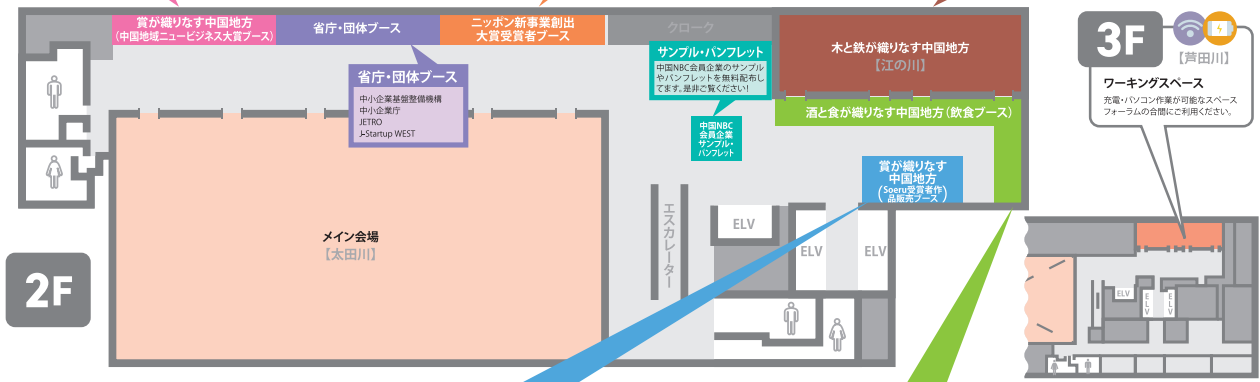 賞が織りなす中国地方
(中国地域ニュービジネス大賞ブース)
省庁・団体ブース
ニッポン新事業創出
大賞受賞者ブース
クローク
木と鉄が織りなす中国地方
【江の川】
サンプル・パンフレット
中国NBC会員企業のサンプル
やパンフレットを無料配布し
てます。是非ご覧ください！
省庁・団体ブース
中小企業基盤整備機構
中小企業庁
JETRO
J-Startup WEST
酒と食が織りなす中国地方（飲食ブース）
中国NBC
会員企業
サンプル・
パンフレット
賞が織りなす
中国地方
(Soeru受賞者作
品販売ブース)
メイン会場
【太田川】
エスカレーター
ELV
ELV
ELV
2F
3F
【芦田川】
ワーキングスペース
充電・パソコン作業が可能なスペース
フォーラムの合間にご利用ください。
ELV
ELV
ELV